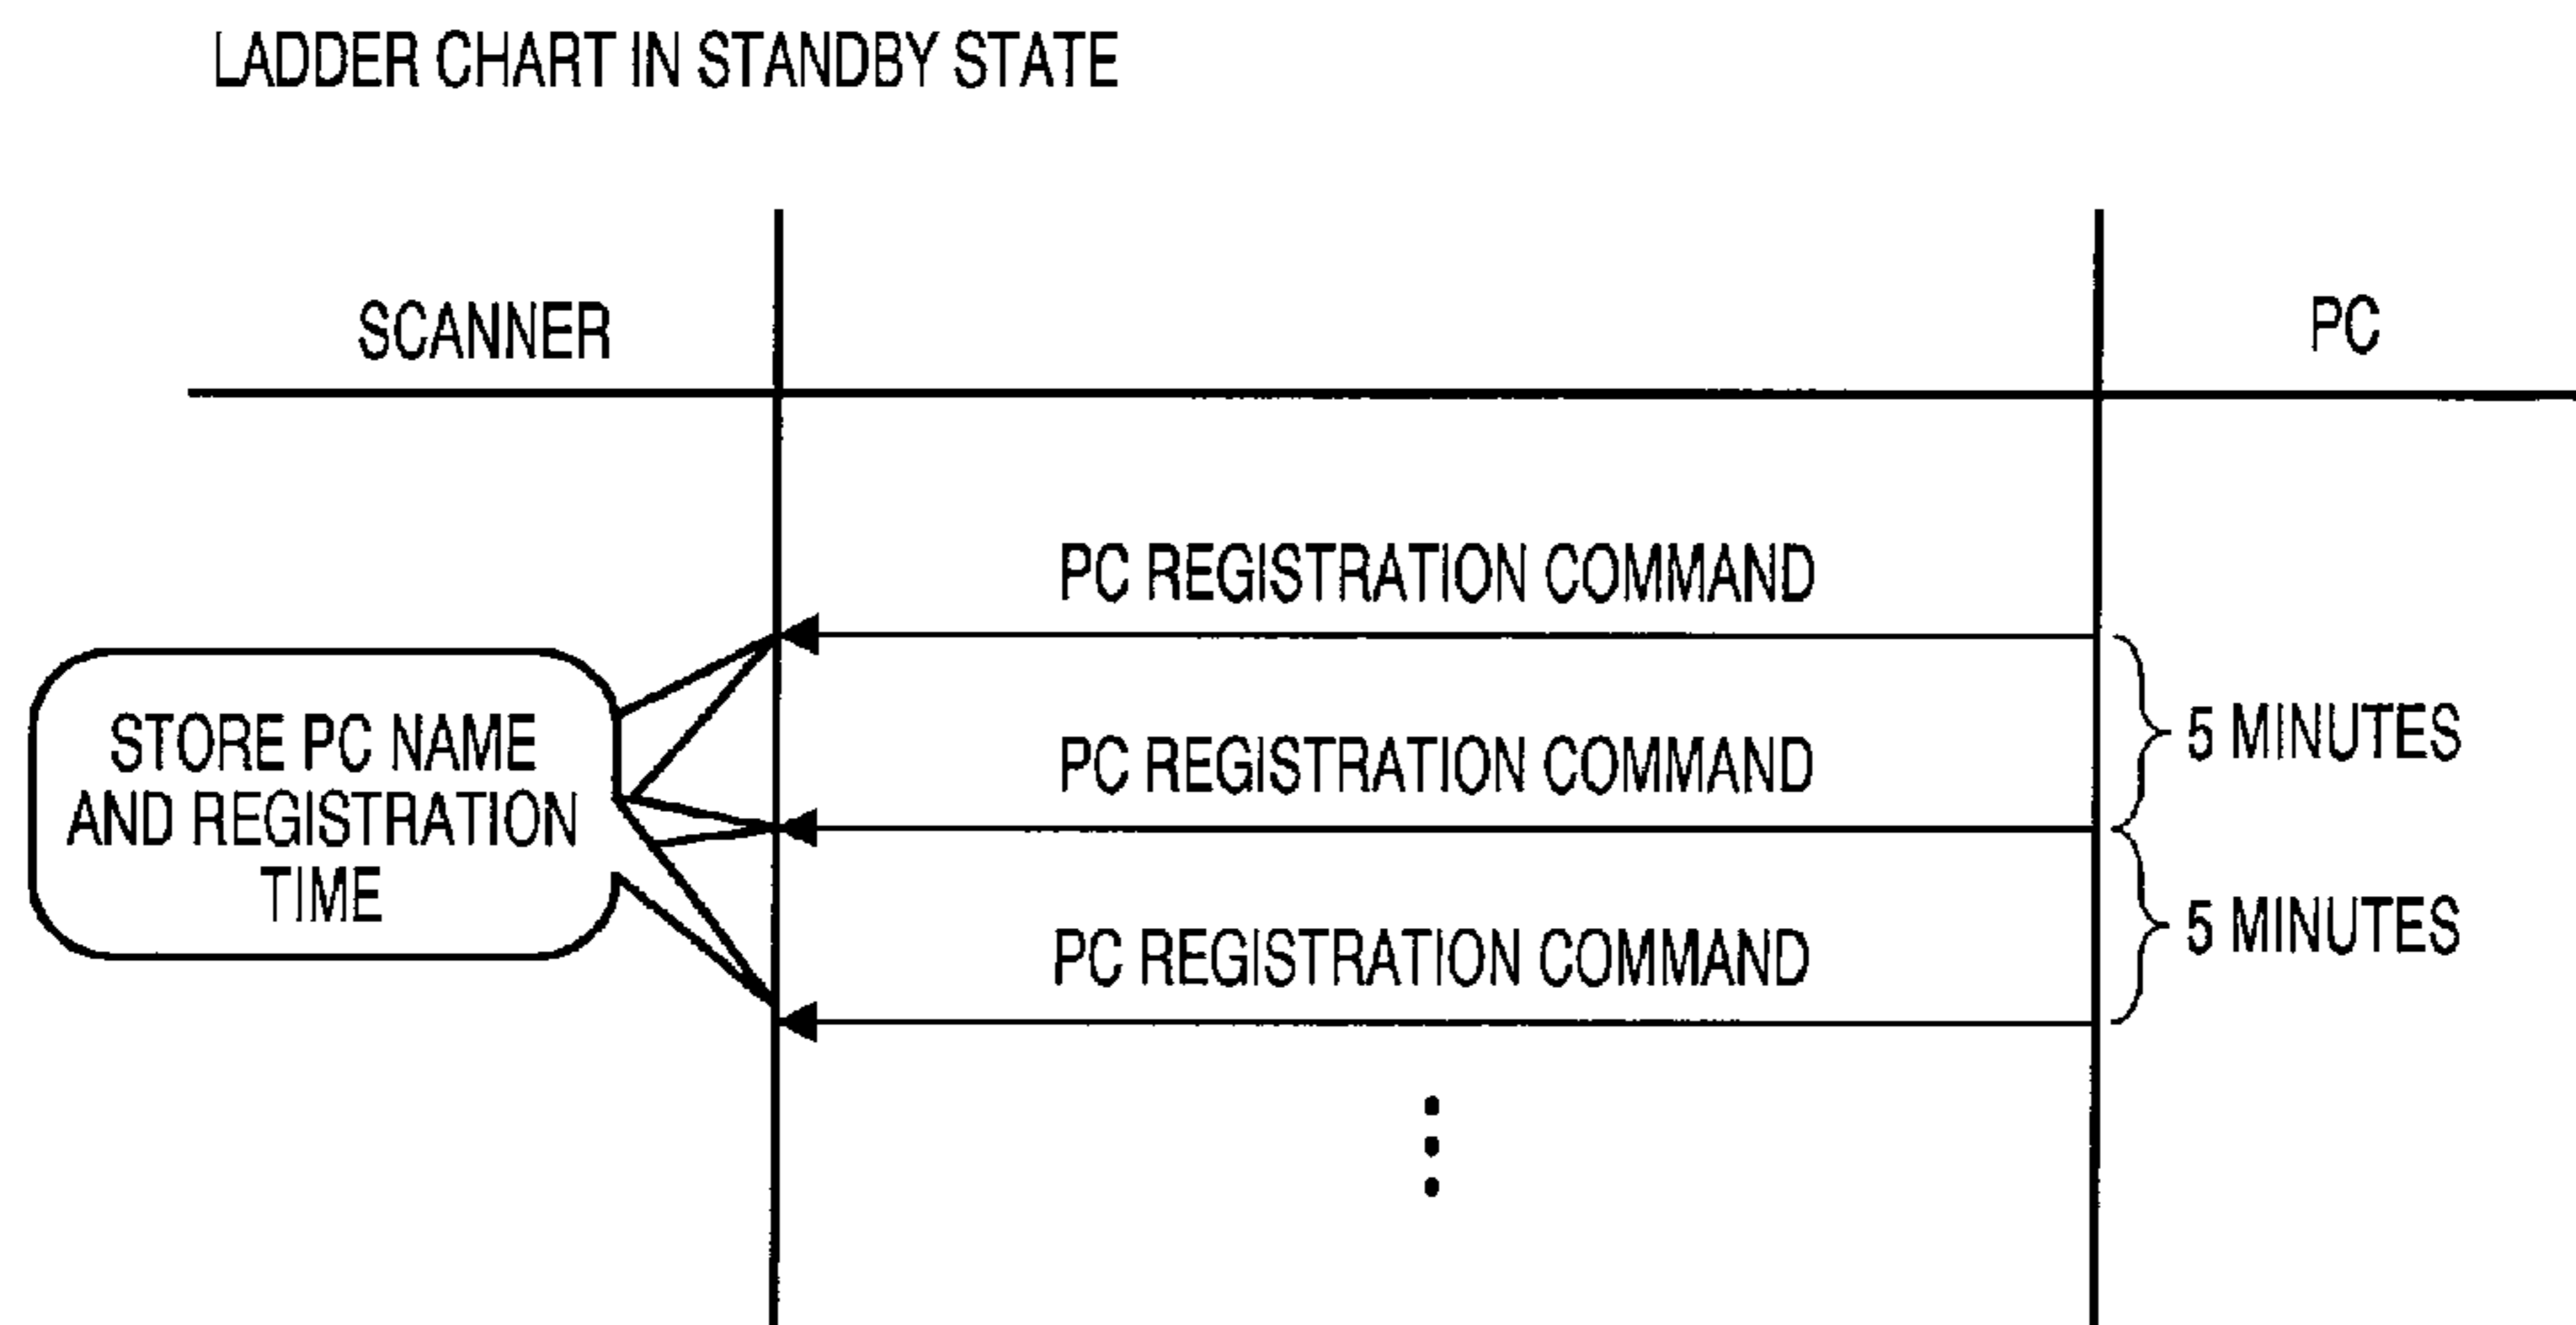 LADDER CHART IN STANDBY STATE
SCANNER
PC
PC REGISTRATION COMMAND
STORE PC NAME
AND REGISTRATION
TIME
PC REGISTRATION COMMAND
5 MINUTES
PC REGISTRATION COMMAND
5 MINUTES